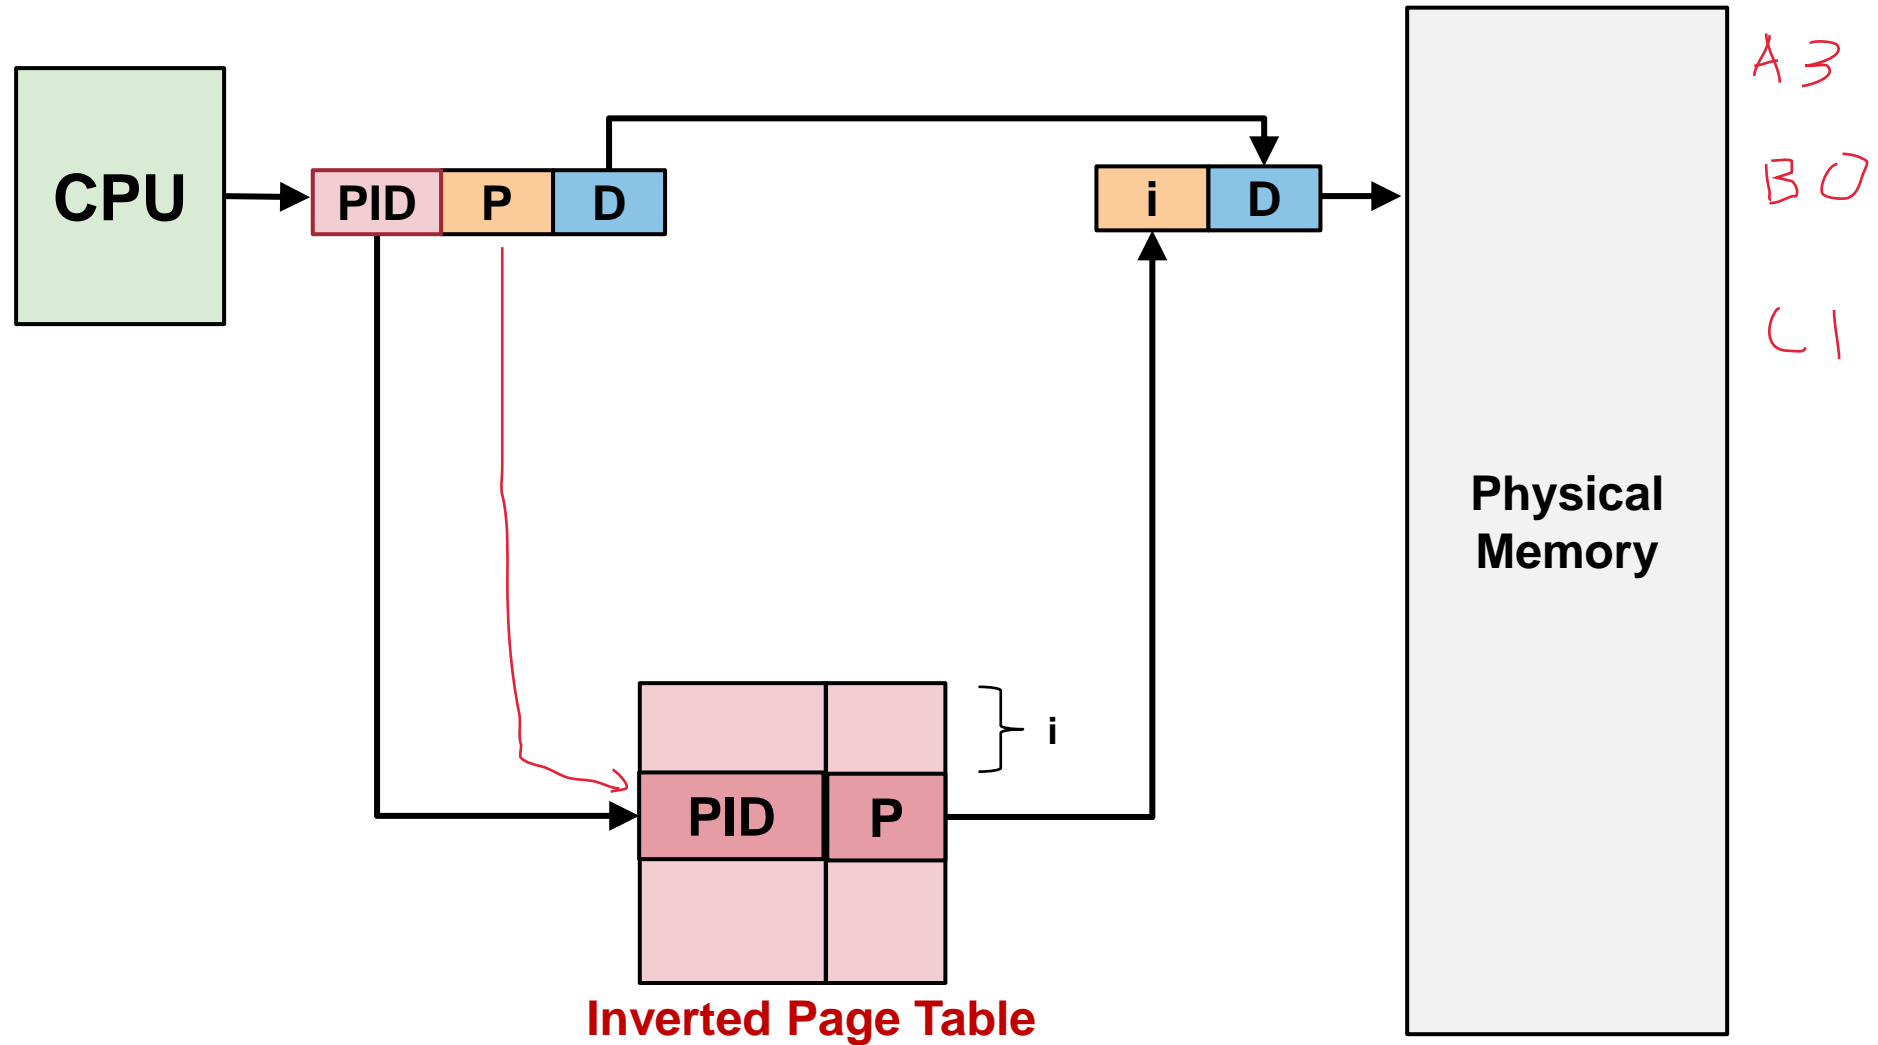 CPU
PID P D
i D
A3
B0
C1
Physical
Memory
i
PID P
Inverted Page Table